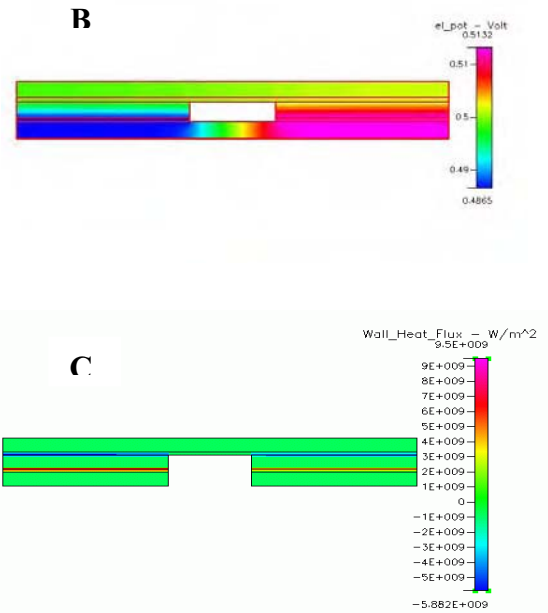 B
el_pot - Volt
0.5132
0.51
0.5
0.49
0.4865
C
Wall_Heat_Flux - W/m^2
9.5E+009
9E+009
8E+009
7E+009
6E+009
5E+009
4E+009
3E+009
2E+009
1E+009
0
-1E+009
-2E+009
-3E+009
-4E+009
-5E+009
-5.882E+009